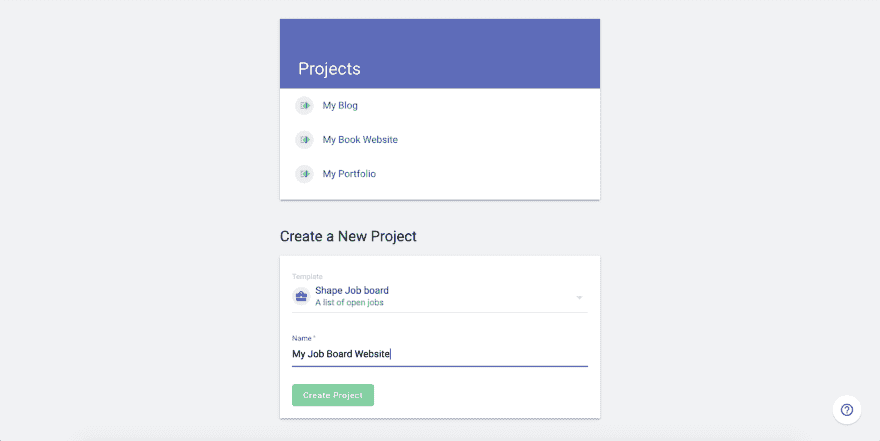 Projects
My Blog
My Book Website
My Portfolio
Create a New Project
Template
Shape Job board
A list of open jobs
Name *
My Job Board Website
Create Project